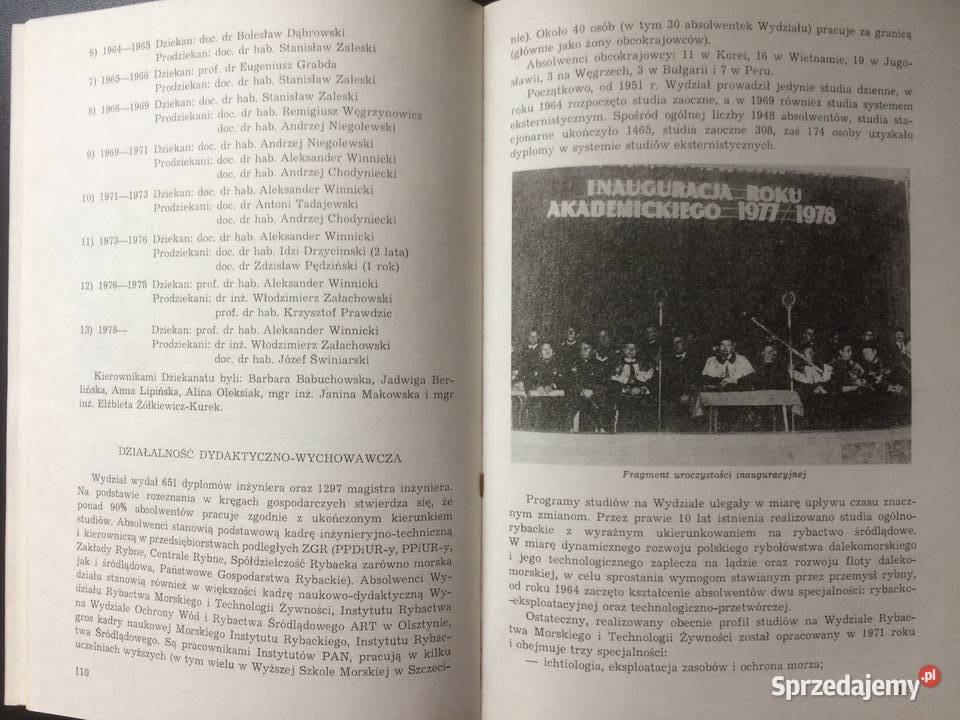 6) 1964—1965 Dziekan: doc. dr Bolesław Dąbrowski
Prodziekan: doc. dr hab. Stanisław Zaleski
7) 1965—1966 Dziekan: prof. dr Eugeniusz Grabda
Prodziekan: doc. dr hab. Stanisław Zaleski
8) 1966—1969 Dziekan: doc. dr hab. Stanisław Zaleski
Prodziekani: doc. dr hab. Remigiusz Węgrzynowicz
doc. dr hab. Andrzej Niegolewski
9) 1969—1971 Dziekan: doc. dr hab. Andrzej Niegolewski
Prodziekani: doc. dr hab. Aleksander Winnicki
doc. dr hab. Andrzej Chodyniecki
10) 1971—1973 Dziekan: doc. dr hab. Aleksander Winnicki
Prodziekani: doc. dr Antoni Tadajewski
doc. dr hab. Andrzej Chodyniecki
11) 1973—1976 Dziekan: doc. dr hab. Aleksander Winnicki
Prodziekani: doc. dr hab. Idzi Drzycimski (2 lata)
doc. dr Zdzisław Pędziński (1 rok)
12) 1976—1978 Dziekan: prof. dr hab. Aleksander Winnicki
Prodziekani: dr inż. Włodzimierz Załachowski
prof. dr hab. Krzysztof Prawdzic
13) 1978— Dziekan: prof. dr hab. Aleksander Winnicki
Prodziekani: dr inż. Włodzimierz Załachowski
doc. dr hab. Józef Świniarski
Kierownikami Dziekanatu byli: Barbara Babuchowska, Jadwiga Ber-
lińska, Anna Lipińska, Alina Oleksiak, mgr inż. Janina Makowska i mgr
inż. Elżbieta Żółkiewicz-Kurek.
DZIAŁALNOŚĆ DYDAKTYCZNO-WYCHOWAWCZA
Wydział wydał 651 dyplomów inżyniera oraz 1297 magistra inżyniera.
Na podstawie rozeznania w kręgach gospodarczych stwierdza się, że
ponad 90% absolwentów pracuje zgodnie z ukończonym kierunkiem
studiów. Absolwenci stanowią podstawową kadrę inżynieryjno-techniczną
i kierowniczą w przedsiębiorstwach podległych ZGR (PPDiUR-y, PPiUR-y,
Zakłady Rybne, Centrale Rybne, Spółdzielczość Rybacka zarówno morska
jak i śródlądowa, Państwowe Gospodarstwa Rybackie). Absolwenci Wy-
działu stanowią również w większości kadrę naukowo-dydaktyczną Wy-
działu Rybactwa Morskiego i Technologii Żywności, Instytutu Rybactwa
na Wydziale Ochrony Wód i Rybactwa Śródlądowego ART w Olsztynie,
gros kadry naukowej Morskiego Instytutu Rybackiego, Instytutu Rybac-
twa Śródlądowego. Są pracownikami Instytutów PAN, pracują w kilku
uczelniach wyższych (w tym wielu w Wyższej Szkole Morskiej w Szczeci-
110
nie). Około 40 osób (w tym 30 absolwentek Wydziału) pracuje za granicą
(głównie jako żony obcokrajowców).
Absolwenci obcokrajowcy: 11 w Korei, 16 w Wietnamie, 19 w Jugo-
sławii, 3 na Węgrzech, 3 w Bułgarii i 7 w Peru.
Początkowo, od 1951 r. Wydział prowadził jedynie studia dzienne, w
roku 1964 rozpoczęto studia zaoczne, a w 1969 również studia systemem
eksternistycznym. Spośród ogólnej liczby 1948 absolwentów, studia sta-
cjonarne ukończyło 1465, studia zaoczne 308, zaś 174 osoby uzyskało
dyplomy w systemie studiów eksternistycznych.
INAUGURACJA ROKU
AKADEMICKIEGO 1977—1978
Fragment uroczystości inauguracyjnej
Programy studiów na Wydziale ulegały w miarę upływu czasu znacz-
nym zmianom. Przez prawie 10 lat istnienia realizowano studia ogólno-
rybackie z wyraźnym ukierunkowaniem na rybactwo śródlądowe.
W miarę dynamicznego rozwoju polskiego rybołówstwa dalekomorskiego
i jego technologicznego zaplecza na lądzie oraz rozwoju floty daleko-
morskiej, w celu sprostania wymogom stawianym przez przemysł rybny,
od roku 1964 zaczęto kształcenie absolwentów dwu specjalności: rybacko-
-eksploatacyjnej oraz technologiczno-przetwórczej.
Ostateczny, realizowany obecnie profil studiów na Wydziale Rybac-
twa Morskiego i Technologii Żywności został opracowany w 1971 roku
i obejmuje trzy specjalności:
— ichtiologia, eksploatacja zasobów i ochrona morza;
Sprzedajemy.pl